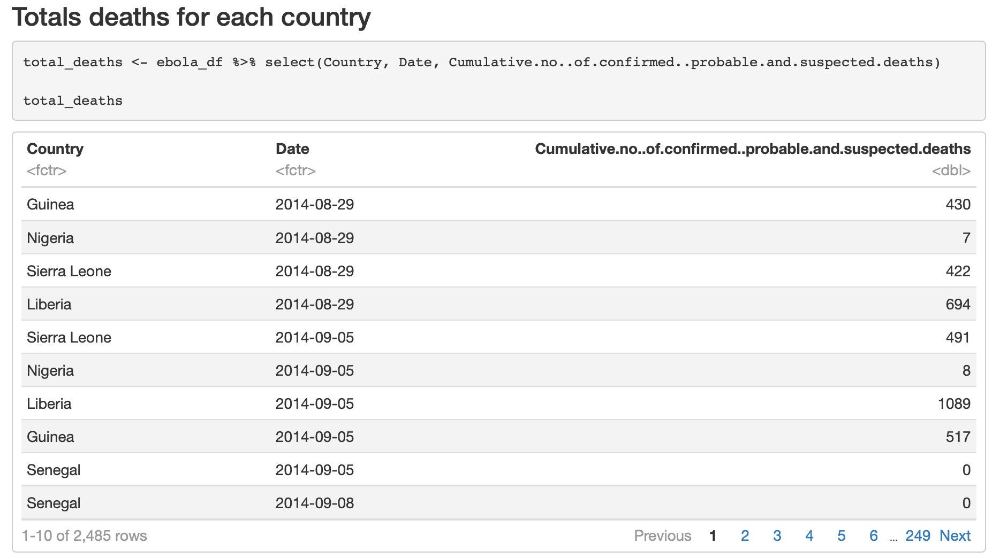 Totals deaths for each country
total_deaths <- ebola_df %>% select(Country, Date, Cumulative.no..of.confirmed..probable.and.suspected.deaths)
total_deaths
Country Date Cumulative.no..of.confirmed..probable.and.suspected.deaths
<fctr> <fctr> <dbl>
Guinea 2014-08-29 430
Nigeria 2014-08-29 7
Sierra Leone 2014-08-29 422
Liberia 2014-08-29 694
Sierra Leone 2014-09-05 491
Nigeria 2014-09-05 8
Liberia 2014-09-05 1089
Guinea 2014-09-05 517
Senegal 2014-09-05 0
Senegal 2014-09-08 0
1-10 of 2,485 rows Previous 1 2 3 4 5 6 ... 249 Next